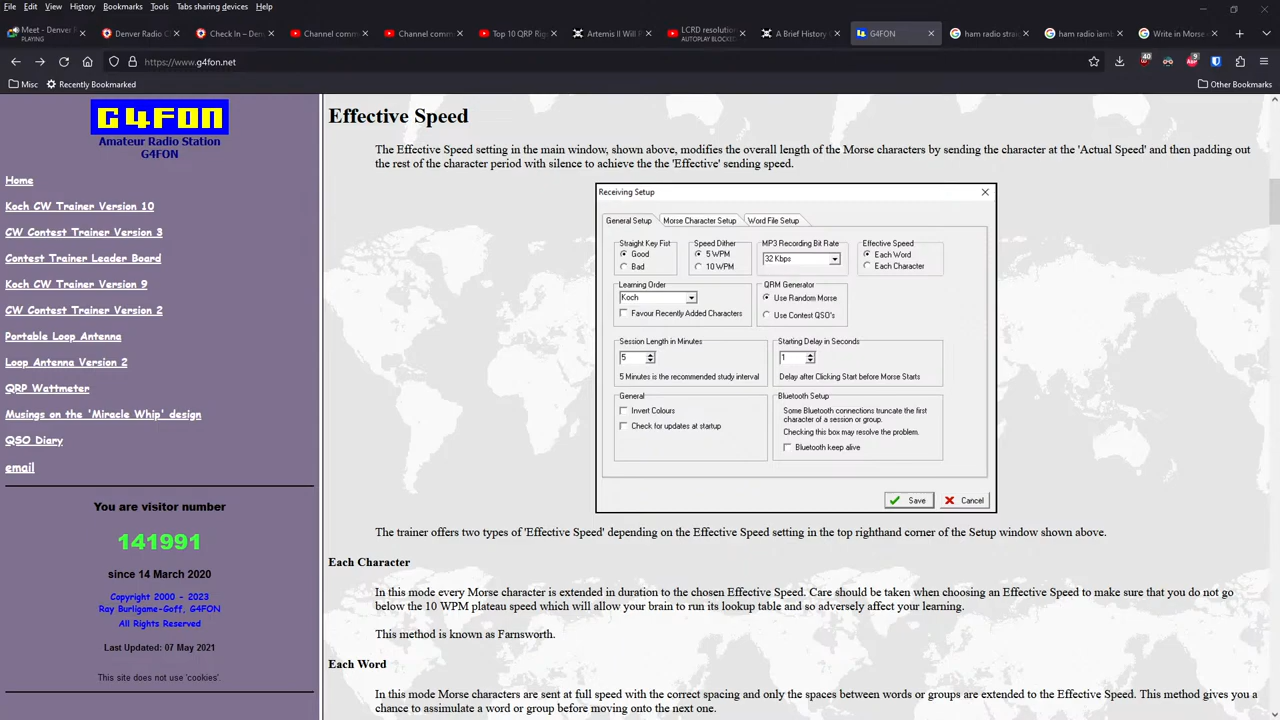 File Edit View History Bookmarks Tools Tabs sharing devices Help
Meet - Denver
PLAYING
Denver Radio C
Check In – Denv
Channel comm
Channel comm
Top 10 QRP Rig
Artemis II Will F
LCRD resolution
AUTOPLAY BLOCKED
A Brief History
G4FON
ham radio strai
ham radio iamb
Write in Morse
https://www.g4fon.net
40
9
Misc
Recently Bookmarked
Other Bookmarks
G4FON
Amateur Radio Station
G4FON
Home
Koch CW Trainer Version 10
CW Contest Trainer Version 3
Contest Trainer Leader Board
Koch CW Trainer Version 9
CW Contest Trainer Version 2
Portable Loop Antenna
Loop Antenna Version 2
QRP Wattmeter
Musings on the 'Miracle Whip' design
QSO Diary
email
You are visitor number
141991
since 14 March 2020
Copyright 2000 - 2023
Ray Burligame-Goff, G4FON
All Rights Reserved
Last Updated: 07 May 2021
This site does not use 'cookies'.
Effective Speed
The Effective Speed setting in the main window, shown above, modifies the overall length of the Morse characters by sending the character at the 'Actual Speed' and then padding out
the rest of the character period with silence to achieve the the 'Effective' sending speed.
Receiving Setup
General Setup
Morse Character Setup
Word File Setup
Straight Key Fist
Good
Bad
Speed Dither
5 WPM
10 WPM
MP3 Recording Bit Rate
32 Kbps
Effective Speed
Each Word
Each Character
Learning Order
Koch
Favour Recently Added Characters
QRM Generator
Use Random Morse
Use Contest QSO's
Session Length in Minutes
5
5 Minutes is the recommended study interval
Starting Delay in Seconds
1
Delay after Clicking Start before Morse Starts
General
Invert Colours
Check for updates at startup
Bluetooth Setup
Some Bluetooth connections truncate the first
character of a session or group.
Checking this box may resolve the problem.
Bluetooth keep alive
Save
Cancel
The trainer offers two types of 'Effective Speed' depending on the Effective Speed setting in the top righthand corner of the Setup window shown above.
Each Character
In this mode every Morse character is extended in duration to the chosen Effective Speed. Care should be taken when choosing an Effective Speed to make sure that you do not go
below the 10 WPM plateau speed which will allow your brain to run its lookup table and so adversely affect your learning.
This method is known as Farnsworth.
Each Word
In this mode Morse characters are sent at full speed with the correct spacing and only the spaces between words or groups are extended to the Effective Speed. This method gives you a
chance to assimulate a word or group before moving onto the next one.